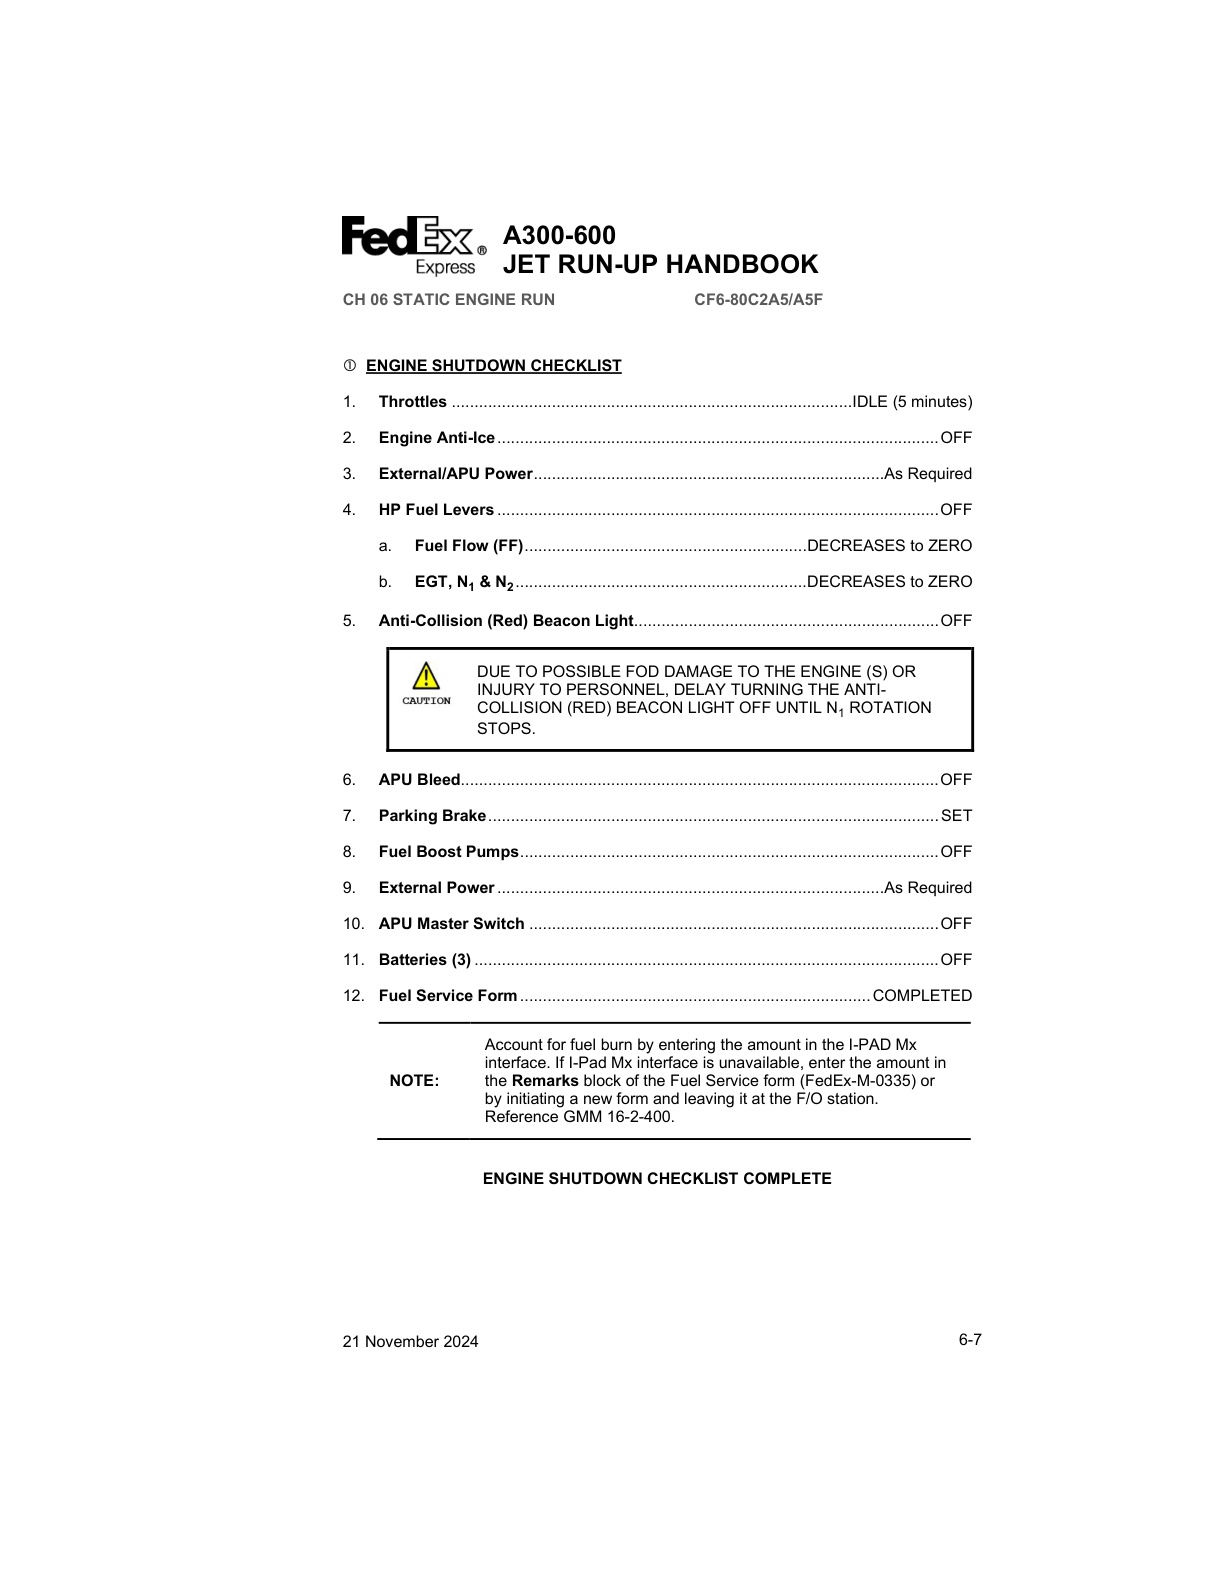 FedEx® A300-600
Express JET RUN-UP HANDBOOK
CH 06 STATIC ENGINE RUN CF6-80C2A5/A5F
① ENGINE SHUTDOWN CHECKLIST
1. Throttles ........................................................................................IDLE (5 minutes)
2. Engine Anti-Ice.................................................................................................OFF
3. External/APU Power.............................................................................As Required
4. HP Fuel Levers .................................................................................................OFF
a. Fuel Flow (FF)..............................................................DECREASES to ZERO
b. EGT, N1 & N2................................................................DECREASES to ZERO
5. Anti-Collision (Red) Beacon Light...................................................................OFF
DUE TO POSSIBLE FOD DAMAGE TO THE ENGINE (S) OR
INJURY TO PERSONNEL, DELAY TURNING THE ANTI-
CAUTION COLLISION (RED) BEACON LIGHT OFF UNTIL N1 ROTATION
STOPS.
6. APU Bleed.........................................................................................................OFF
7. Parking Brake...................................................................................................SET
8. Fuel Boost Pumps............................................................................................OFF
9. External Power .....................................................................................As Required
10. APU Master Switch ..........................................................................................OFF
11. Batteries (3) ......................................................................................................OFF
12. Fuel Service Form.............................................................................COMPLETED
Account for fuel burn by entering the amount in the I-PAD Mx
interface. If I-Pad Mx interface is unavailable, enter the amount in
NOTE: the Remarks block of the Fuel Service form (FedEx-M-0335) or
by initiating a new form and leaving it at the F/O station.
Reference GMM 16-2-400.
ENGINE SHUTDOWN CHECKLIST COMPLETE
21 November 2024 6-7